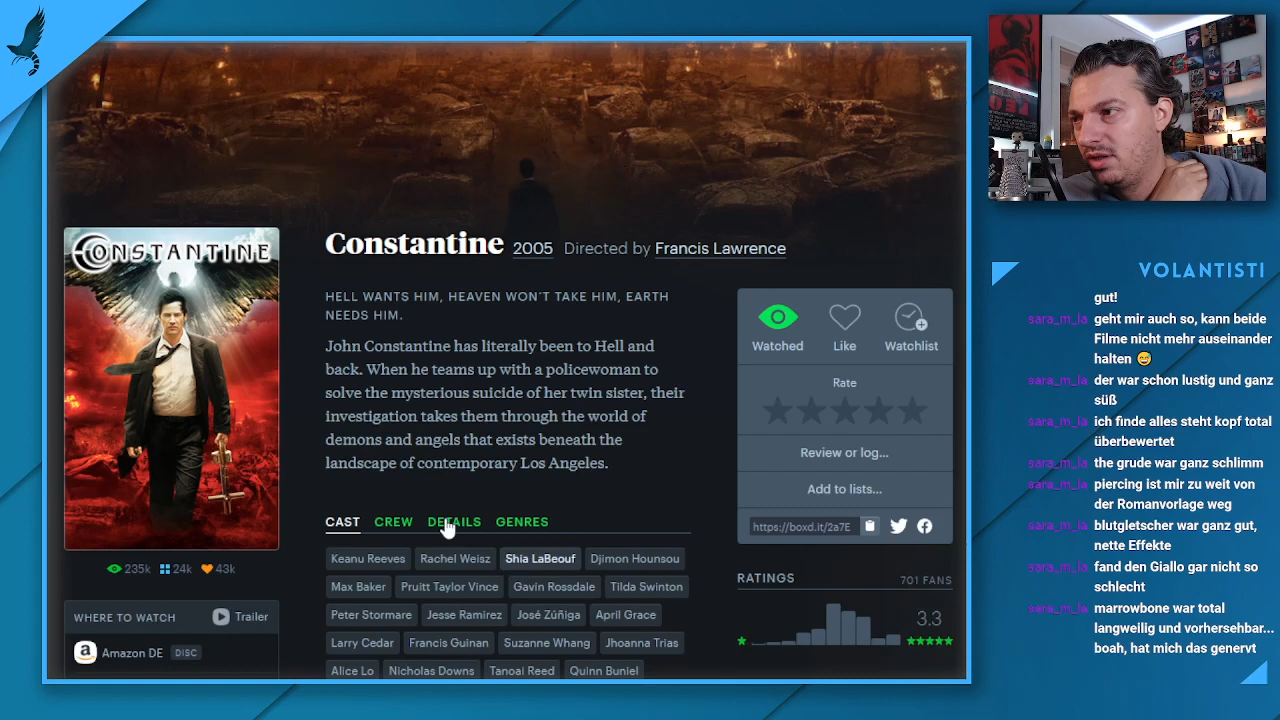 Constantine 2005 Directed by Francis Lawrence
HELL WANTS HIM, HEAVEN WON'T TAKE HIM, EARTH
NEEDS HIM.
John Constantine has literally been to Hell and
back. When he teams up with a policewoman to
solve the mysterious suicide of her twin sister, their
investigation takes them through the world of
demons and angels that exists beneath the
landscape of contemporary Los Angeles.
CAST CREW DETAILS GENRES
Keanu Reeves Rachel Weisz Shia LaBeouf Djimon Hounsou
Max Baker Pruitt Taylor Vince Gavin Rossdale Tilda Swinton
Peter Stormare Jesse Ramirez José Zúñiga April Grace
Larry Cedar Francis Guinan Suzanne Whang Jhoanna Trias
Alice Lo Nicholas Downs Tanoai Reed Quinn Buniel
CONSTANTINE
235k 24k 43k
WHERE TO WATCH Trailer
a Amazon DE DISC
Watched Like Watchlist
Rate
Review or log...
Add to lists...
https://boxd.it/2a7E
RATINGS 701 FANS
3.3
LEO
VOLANTISTI
gut!
sara_m_la geht mir auch so, kann beide
Filme nicht mehr auseinander
halten 😅
sara_m_la der war schon lustig und ganz
süß
sara_m_la ich finde alles steht kopf total
überbewertet
sara_m_la the grude war ganz schlimm
sara_m_la piercing ist mir zu weit von
der Romanvorlage weg
sara_m_la blutgletscher war ganz gut,
nette Effekte
sara_m_la fand den Giallo gar nicht so
schlecht
sara_m_la marrowbone war total
langweilig und vorhersehbar...
boah, hat mich das genervt